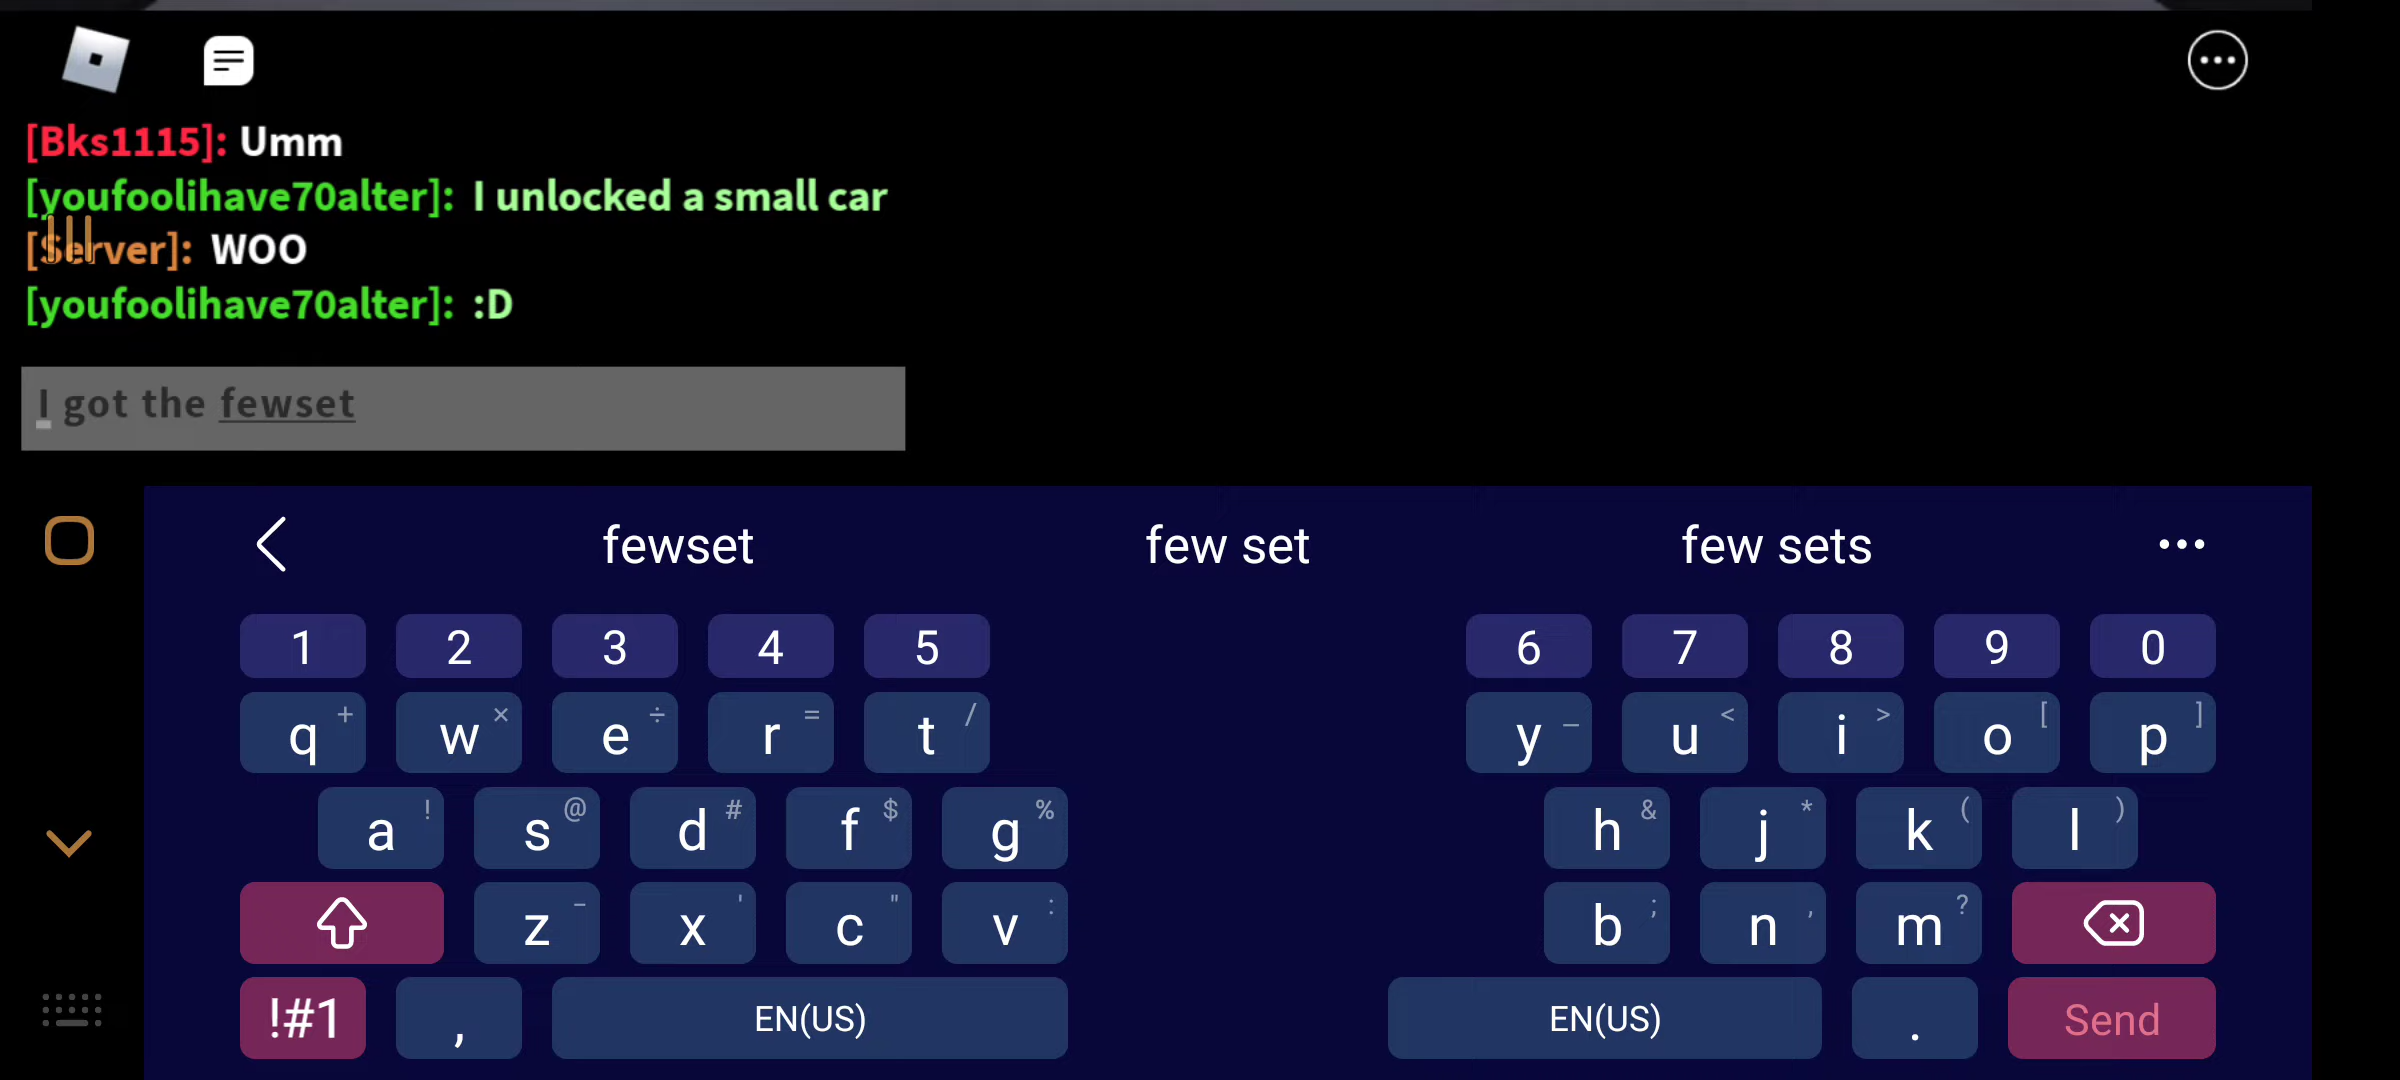 [Bks1115]: Umm
[youfoolihave70alter]: I unlocked a small car
[Server]: WOO
[youfoolihave70alter]: :D
I got the fewset
fewset few set few sets
1 2 3 4 5 6 7 8 9 0
q + w × e ÷ r = t / y _ u < i > o [ p ]
a ! s @ d # f $ g % h & j * k ( l )
z - x ' c " v : b ; n , m ?
!#1 , EN(US) EN(US) . Send